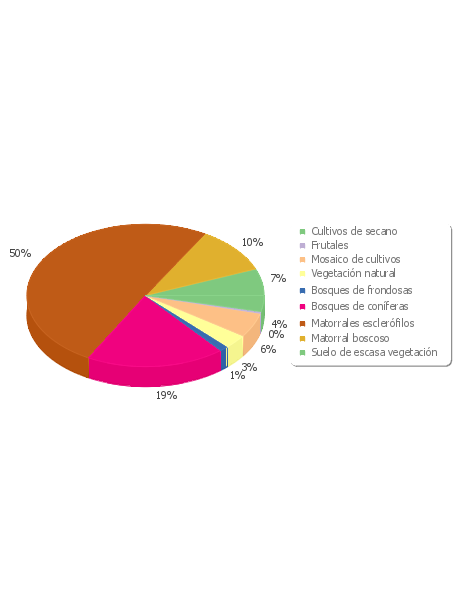 50%
10%
7%
4%
0%
6%
3%
1%
19%
Cultivos de secano
Frutales
Mosaico de cultivos
Vegetación natural
Bosques de frondosas
Bosques de coníferas
Matorrales esclerófilos
Matorral boscoso
Suelo de escasa vegetación